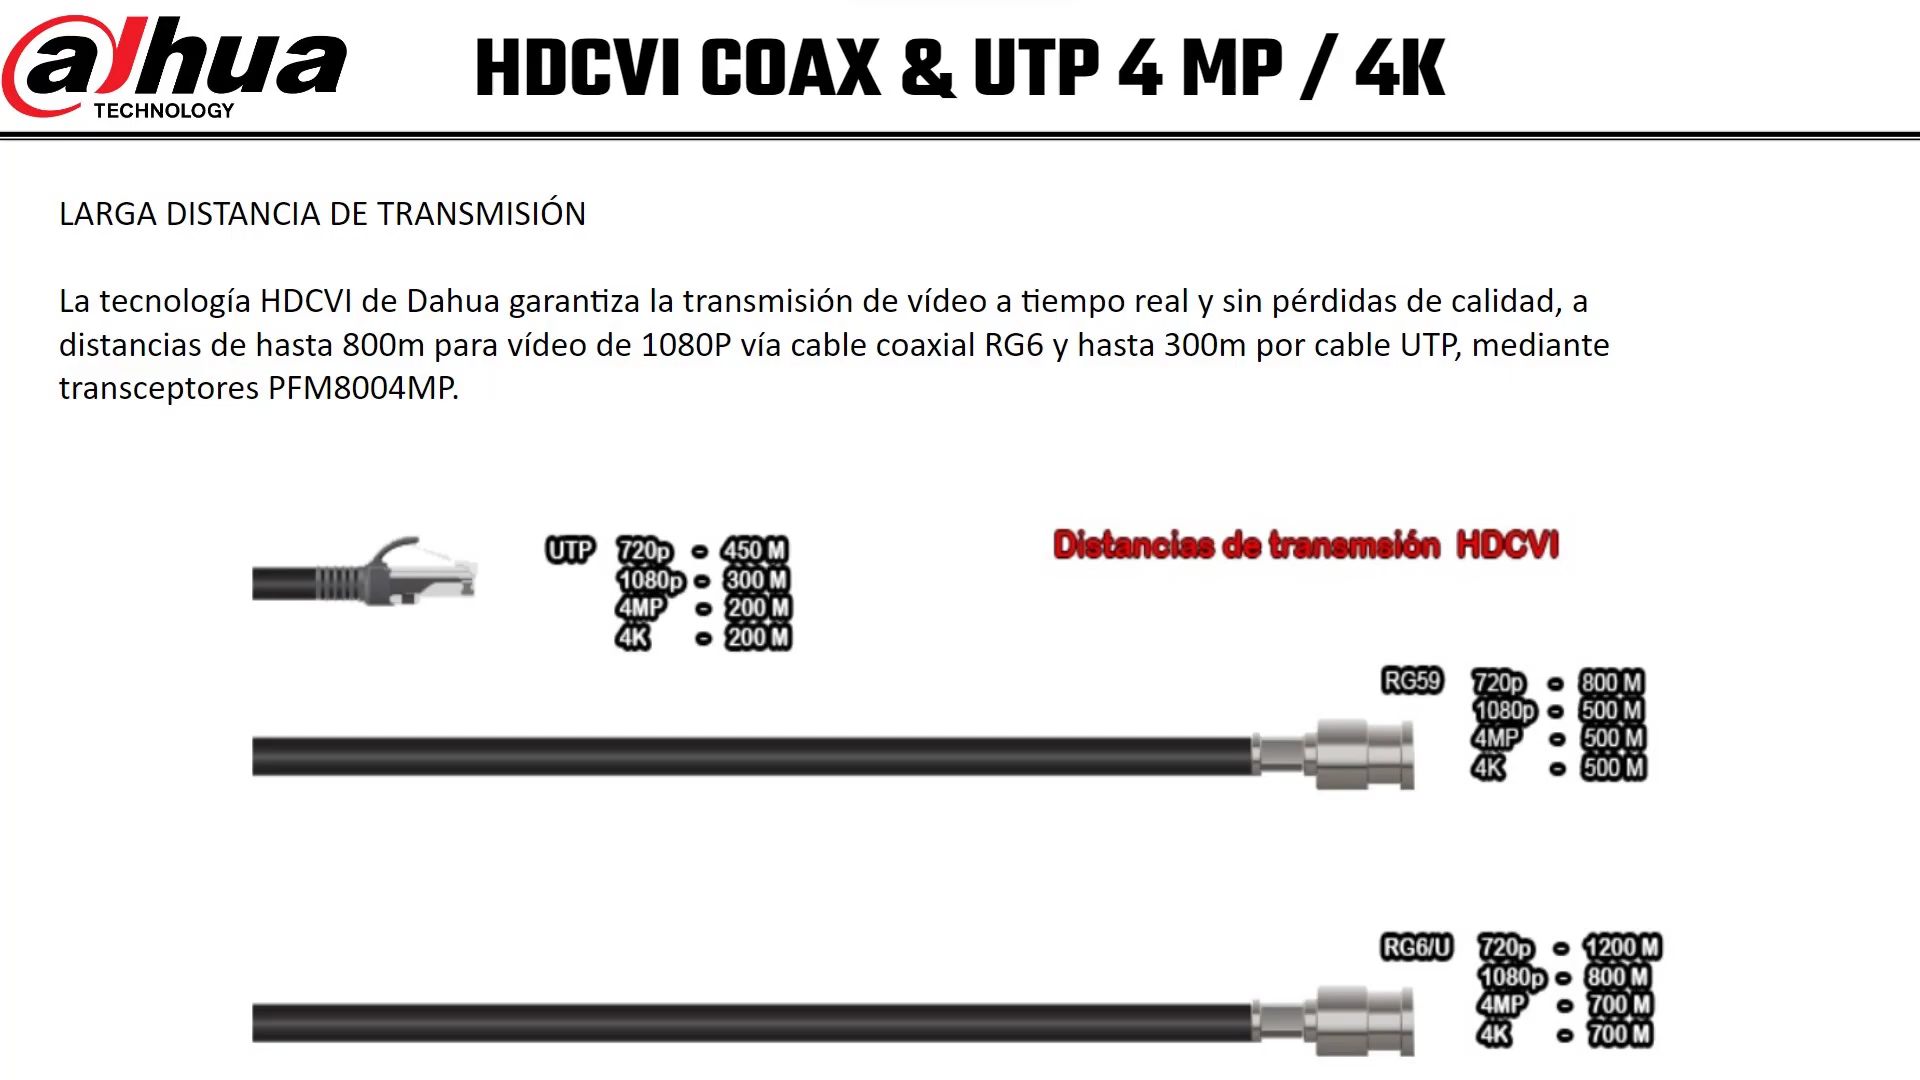 alhua
TECHNOLOGY
HDCVI COAX & UTP 4 MP / 4K
LARGA DISTANCIA DE TRANSMISIÓN
La tecnología HDCVI de Dahua garantiza la transmisión de vídeo a tiempo real y sin pérdidas de calidad, a
distancias de hasta 800m para vídeo de 1080P vía cable coaxial RG6 y hasta 300m por cable UTP, mediante
transceptores PFM8004MP.
Distancias de transmsión HDCVI
UTP 720p - 450 M
1080p - 300 M
4MP - 200 M
4K - 200 M
RG59 720p - 800 M
1080p - 500 M
4MP - 500 M
4K - 500 M
RG6/U 720p - 1200 M
1080p - 800 M
4MP - 700 M
4K - 700 M